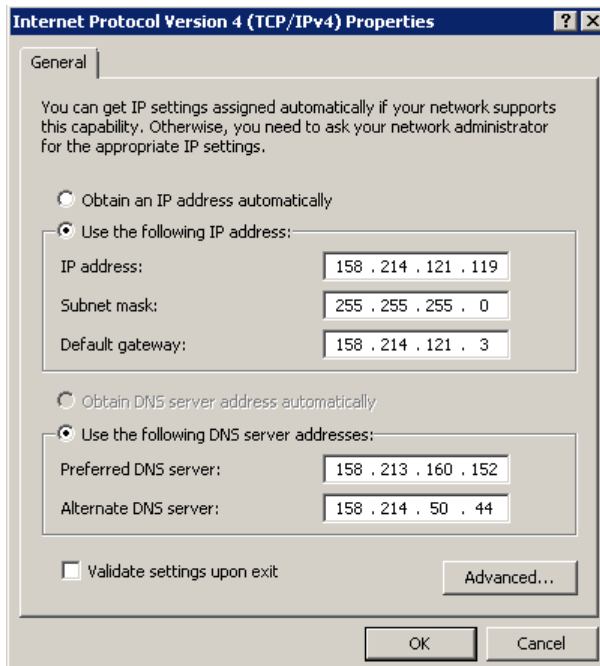 Internet Protocol Version 4 (TCP/IPv4) Properties
General
You can get IP settings assigned automatically if your network supports
this capability. Otherwise, you need to ask your network administrator
for the appropriate IP settings.
Obtain an IP address automatically
Use the following IP address:
IP address: 158 . 214 . 121 . 119
Subnet mask: 255 . 255 . 255 . 0
Default gateway: 158 . 214 . 121 . 3
Obtain DNS server address automatically
Use the following DNS server addresses:
Preferred DNS server: 158 . 213 . 160 . 152
Alternate DNS server: 158 . 214 . 50 . 44
Validate settings upon exit
Advanced...
OK Cancel